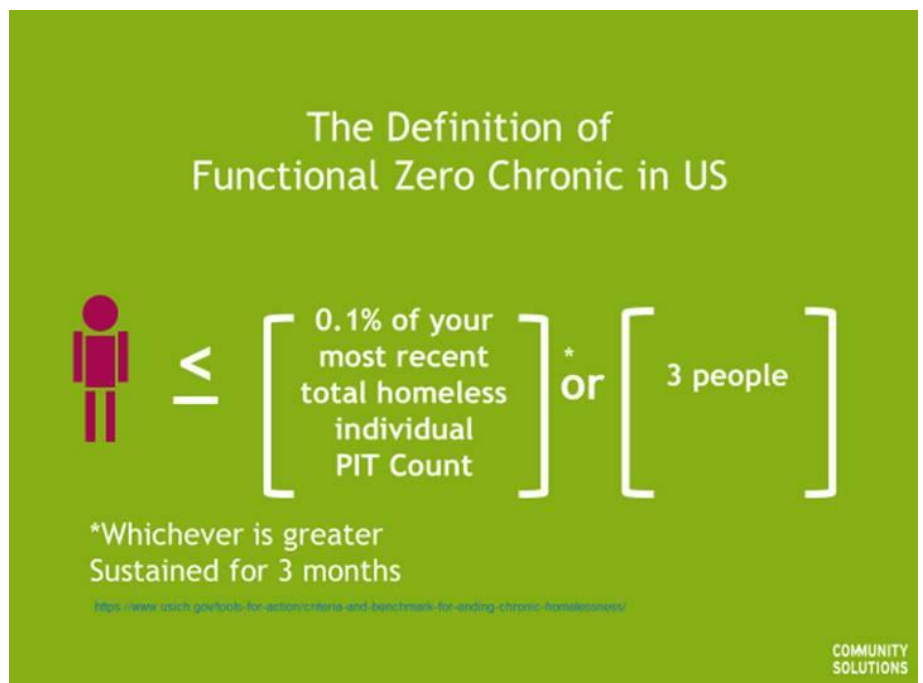 The Definition of
Functional Zero Chronic in US
≤
0.1% of your
most recent
total homeless
individual
PIT Count
*
or
3 people
*Whichever is greater
Sustained for 3 months
https://www.usich.gov/tools-for-action/criteria-and-benchmark-for-ending-chronic-homelessness/
COMMUNITY
SOLUTIONS